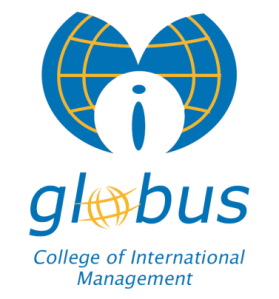 i
globus
College of International
Management